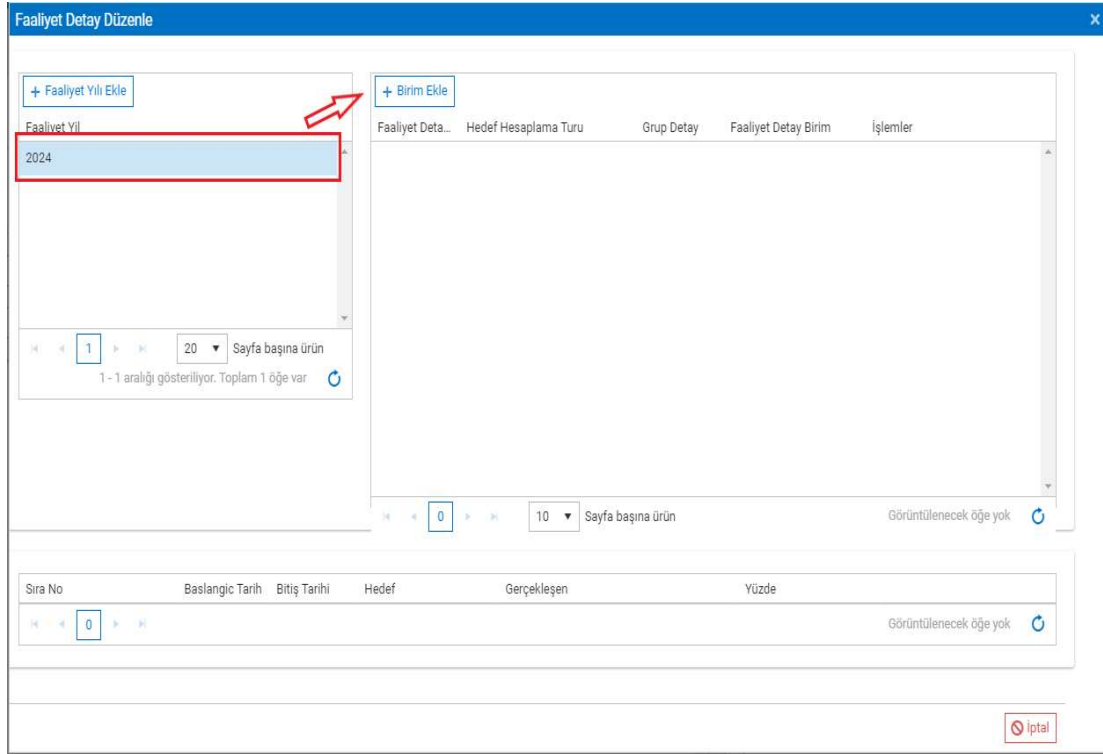 Faaliyet Detay Düzenle x
+ Faaliyet Yılı Ekle
Faaliyet Yıl
2024
1 20 Sayfa başına ürün
1 - 1 aralığı gösteriliyor. Toplam 1 öğe var
+ Birim Ekle
Faaliyet Deta... Hedef Hesaplama Turu Grup Detay Faaliyet Detay Birim İşlemler
0 10 Sayfa başına ürün Görüntülenecek öğe yok
Sıra No Baslangic Tarih Bitiş Tarihi Hedef Gerçekleşen Yüzde
0 Görüntülenecek öğe yok
İptal